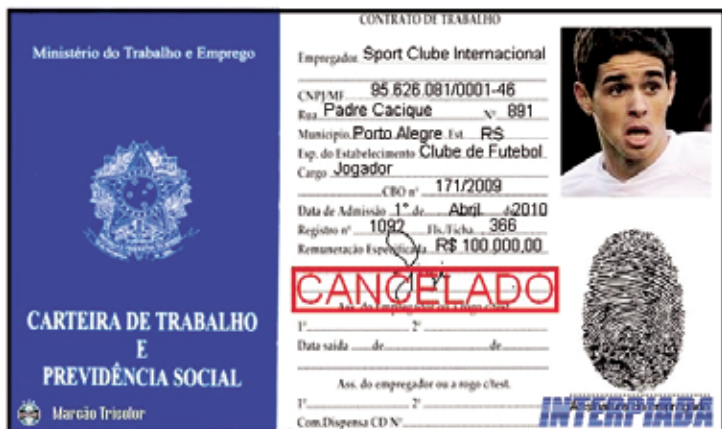 Ministério do Trabalho e Emprego
CARTEIRA DE TRABALHO
E
PREVIDÊNCIA SOCIAL
Marcão Tricolor
CONTRATO DE TRABALHO
Empregador Sport Clube Internacional
CNPJ/MF 95.626.081/0001-46
Rua Padre Cacique Nº 891
Município Porto Alegre Est. RS
Esp. do Estabelecimento Clube de Futebol
Cargo Jogador
CBO nº 171/2009
Data de Admissão 1° de Abril de 2010
Registro nº 1092 Fls./Ficha 366
Remuneração Especificada R$ 100.000,00
CANCELADO
Ass. do Empregador ou a rogo c/test.
1º 2º
Data saída de de
Ass. do empregador ou a rogo c/test.
1º 2º
Com.Dispensa CD Nº
INTERPIADA